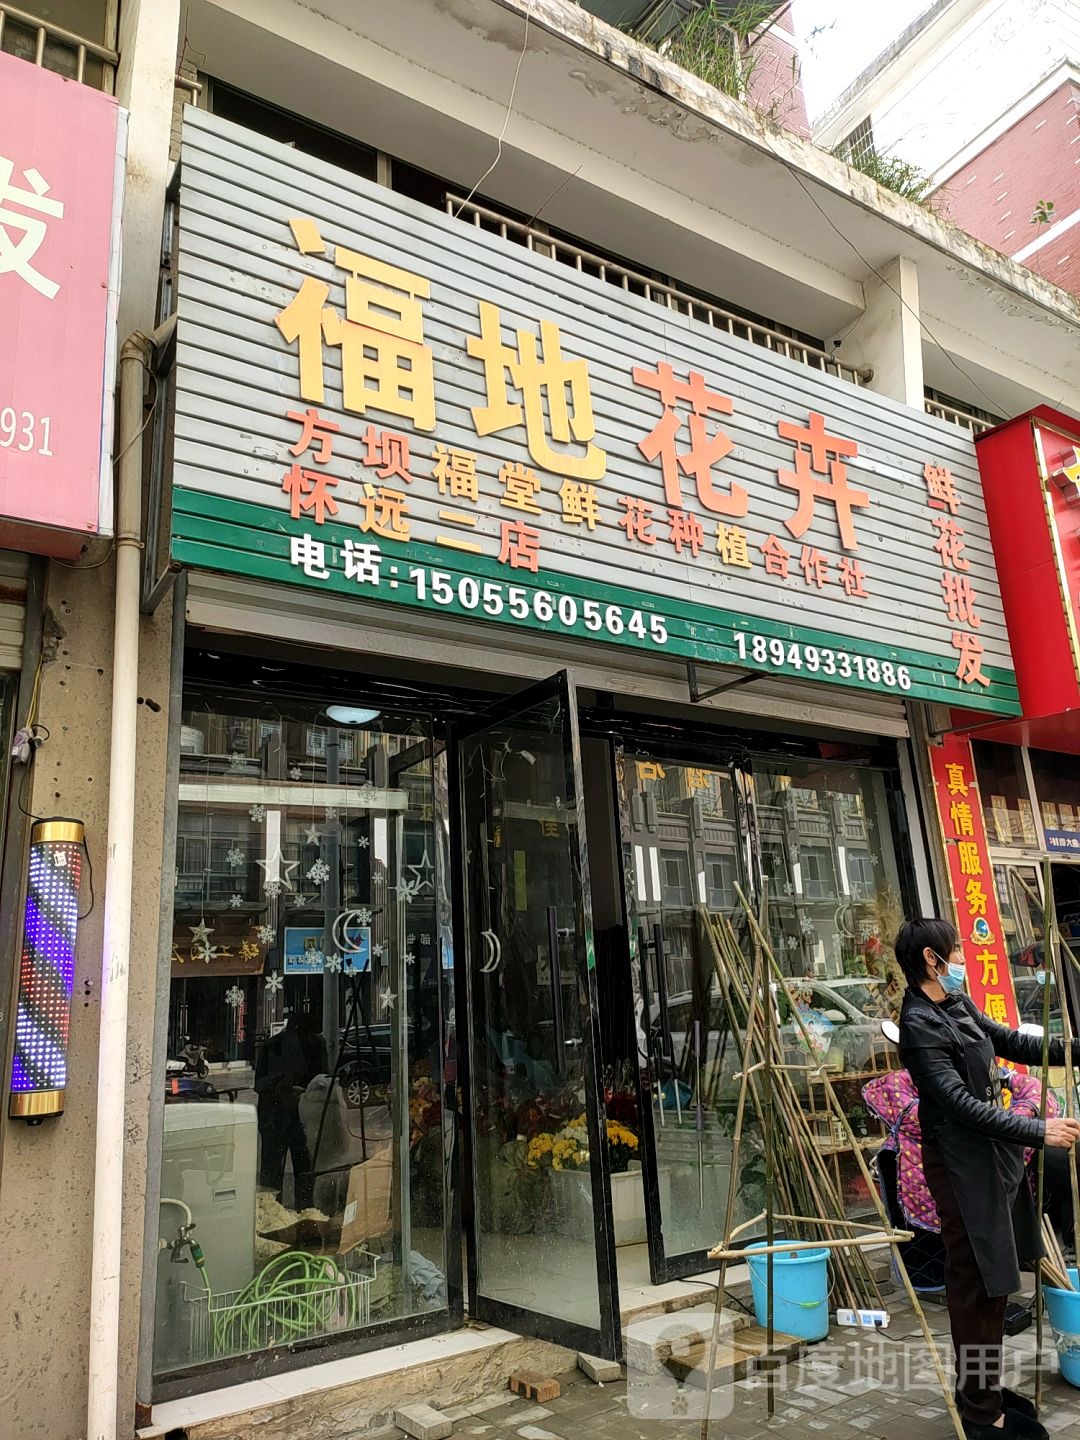 发
931
福地花卉
方坝福堂鲜花种植合作社
怀远二店
鲜花批发
电话:15055605645 18949331886
真情服务 方便
百度地图用户